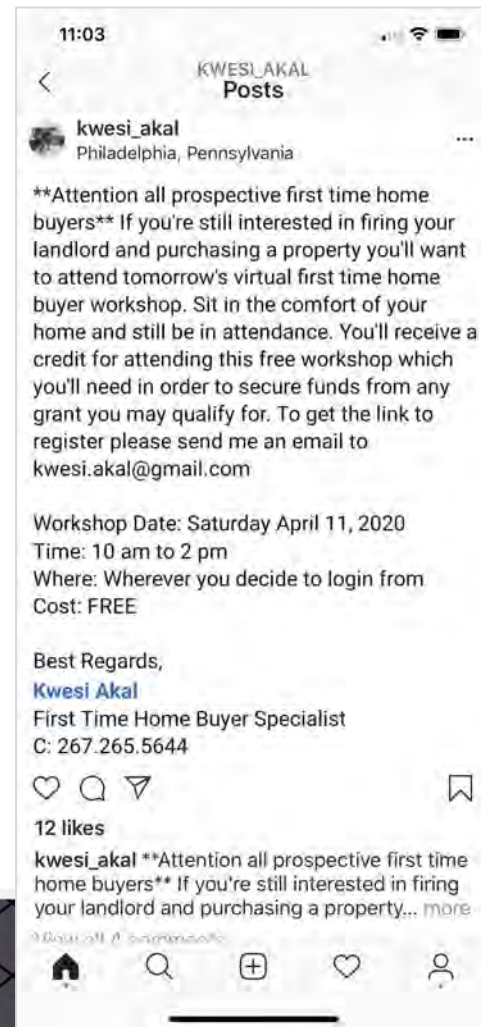 11:03
KWESI_AKAL
Posts
kwesi_akal
Philadelphia, Pennsylvania
**Attention all prospective first time home
buyers** If you're still interested in firing your
landlord and purchasing a property you'll want
to attend tomorrow's virtual first time home
buyer workshop. Sit in the comfort of your
home and still be in attendance. You'll receive a
credit for attending this free workshop which
you'll need in order to secure funds from any
grant you may qualify for. To get the link to
register please send me an email to
kwesi.akal@gmail.com
Workshop Date: Saturday April 11, 2020
Time: 10 am to 2 pm
Where: Wherever you decide to login from
Cost: FREE
Best Regards,
Kwesi Akal
First Time Home Buyer Specialist
C: 267.265.5644
12 likes
kwesi_akal **Attention all prospective first time
home buyers** If you're still interested in firing
your landlord and purchasing a property... more
View all 4 comments